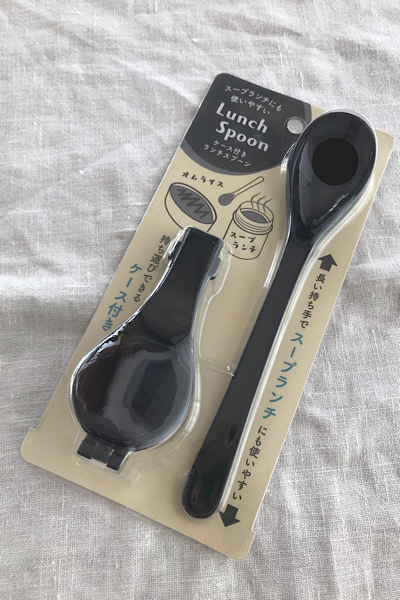 スープランチにも
使いやすい
Lunch
Spoon
ケース付き
ランチスプーン
オムライス
スープ
ランチ
持ち運びできる
ケース付き
長い持ち手で
スープランチ
にも使いやすい